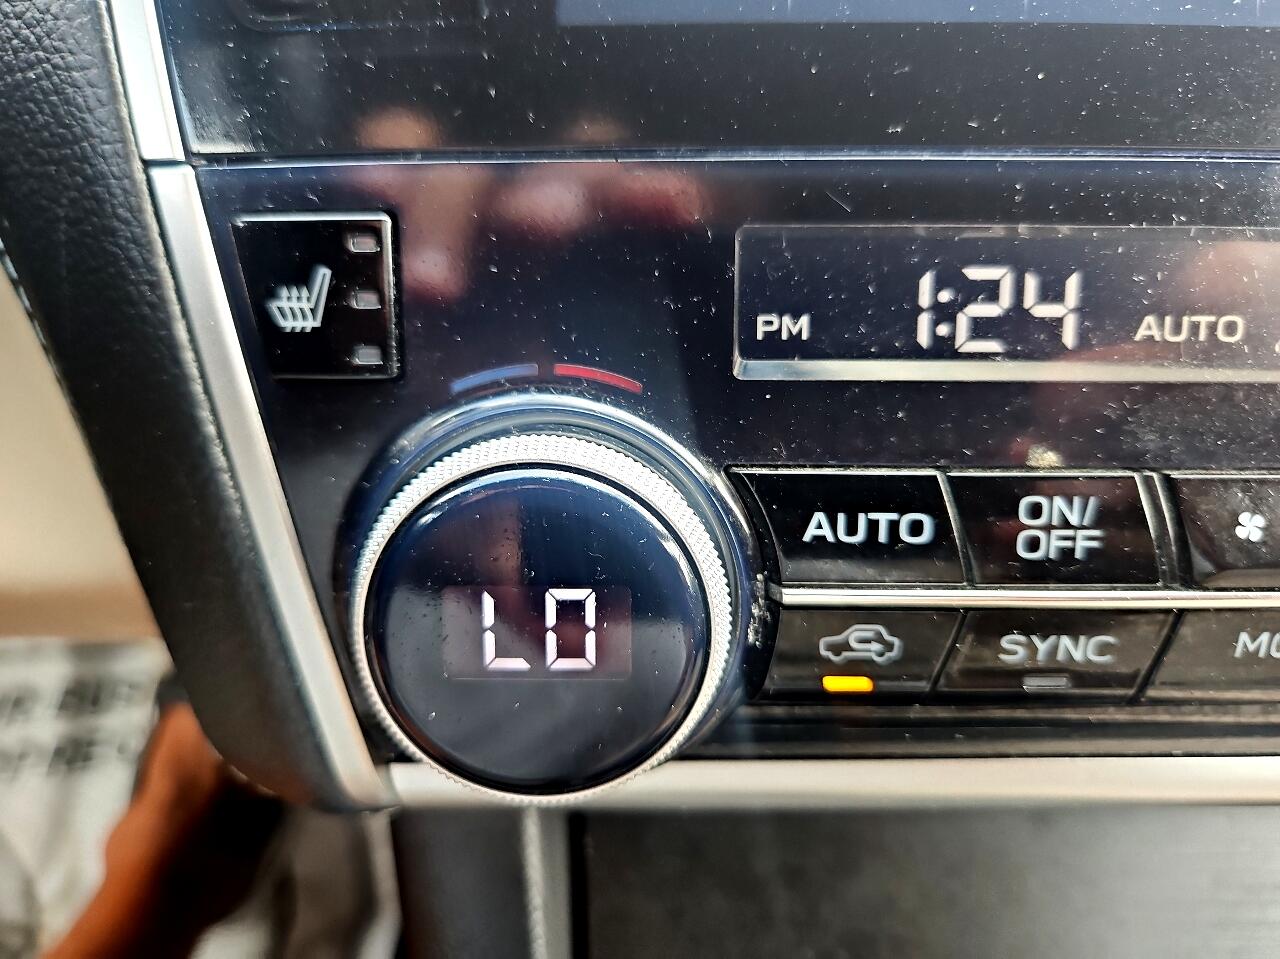 PM 1:24 AUTO
AUTO
ON/
OFF
LO
SYNC